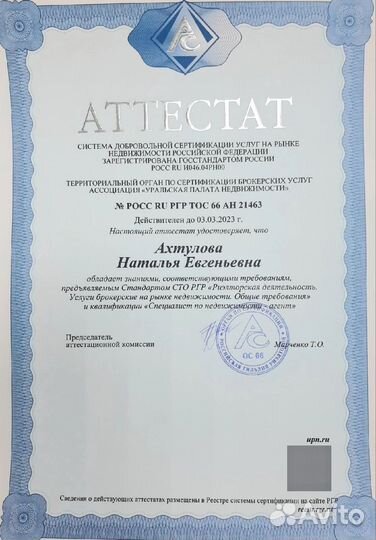 АТТЕСТАТ
СИСТЕМА ДОБРОВОЛЬНОЙ СЕРТИФИКАЦИИ УСЛУГ НА РЫНКЕ
НЕДВИЖИМОСТИ РОССИЙСКОЙ ФЕДЕРАЦИИ
ЗАРЕГИСТРИРОВАНА ГОССТАНДАРТОМ РОССИИ
РОСС RU И046.04РН00
ТЕРРИТОРИАЛЬНЫЙ ОРГАН ПО СЕРТИФИКАЦИИ БРОКЕРСКИХ УСЛУГ
АССОЦИАЦИЯ «УРАЛЬСКАЯ ПАЛАТА НЕДВИЖИМОСТИ»
№ РОСС RU РГР ТОС 66 АН 21463
Действителен до 03.03.2023 г.
Настоящий аттестат удостоверяет, что
Ахтулова
Наталья Евгеньевна
обладает знаниями, соответствующими требованиям,
предъявляемым Стандартом СТО РГР «Риэлторская деятельность.
Услуги брокерские на рынке недвижимости. Общие требования»
и квалификации «Специалист по недвижимости - агент»
Председатель
аттестационной комиссии
Марченко Т.О.
ОС 66
upn.ru
Сведения о действующих аттестатах размещены в Реестре системы сертификации на сайте РГР
Avito